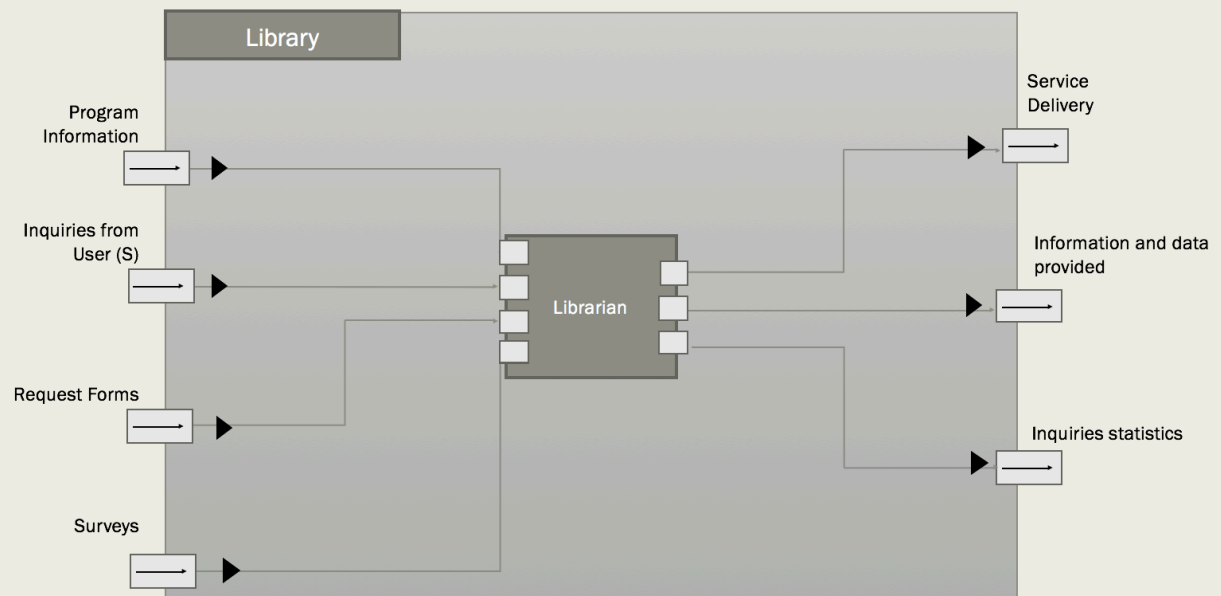 Library
Program
Information
Inquiries from
User (S)
Request Forms
Surveys
Librarian
Service
Delivery
Information and data
provided
Inquiries statistics